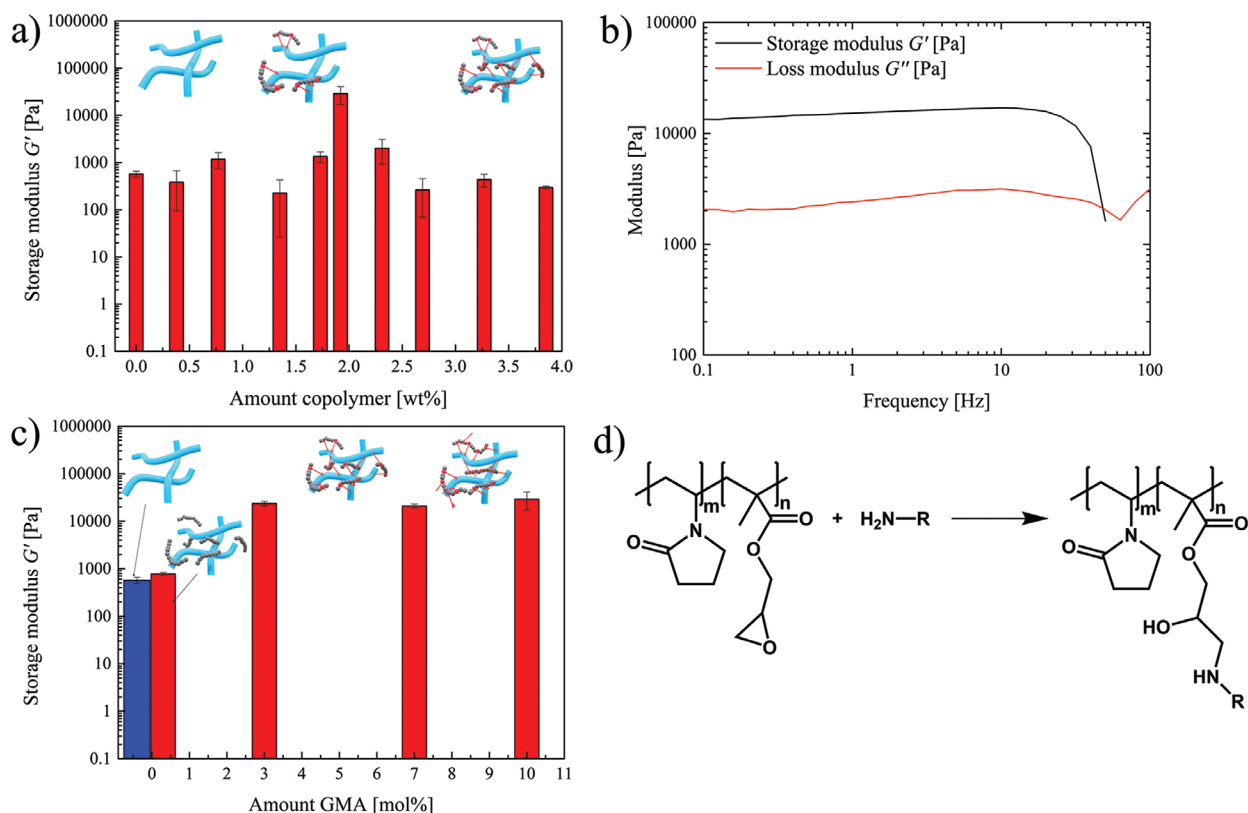 a)
1000000
100000
10000
1000
100
10
1
0.1
Storage modulus G′ [Pa]
0.0 0.5 1.0 1.5 2.0 2.5 3.0 3.5 4.0
Amount copolymer [wt%]
b)
100000
10000
1000
100
Modulus [Pa]
Storage modulus G′ [Pa]
Loss modulus G′′ [Pa]
0.1 1 10 100
Frequency [Hz]
c)
1000000
100000
10000
1000
100
10
1
0.1
Storage modulus G′ [Pa]
0 1 2 3 4 5 6 7 8 9 10 11
Amount GMA [mol%]
d)
m n
N O
O O
O
+ H₂N–R
m n
N O
O O
HO
HN
R